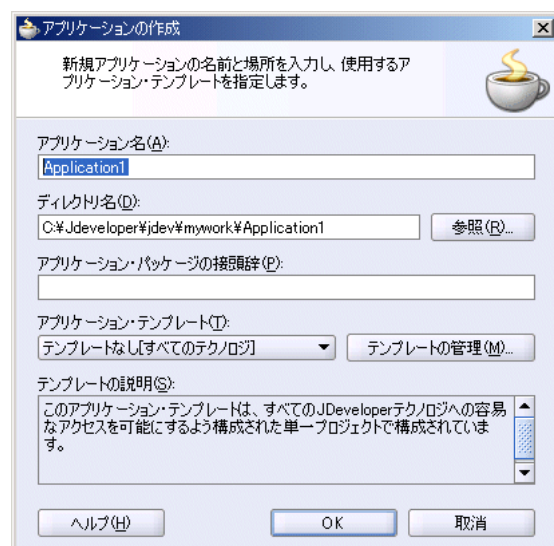 アプリケーションの作成
新規アプリケーションの名前と場所を入力し、使用するア
プリケーション・テンプレートを指定します。
アプリケーション名(A):
Application1
ディレクトリ名(D):
C:¥Jdeveloper¥jdev¥mywork¥Application1
参照(R)...
アプリケーション・パッケージの接頭辞(P):
アプリケーション・テンプレート(T):
テンプレートなし[すべてのテクノロジ]
テンプレートの管理(M)...
テンプレートの説明(S):
このアプリケーション・テンプレートは、すべてのJDeveloperテクノロジへの容易
なアクセスを可能にするよう構成された単一プロジェクトで構成されていま
す。
ヘルプ(H)
OK
取消